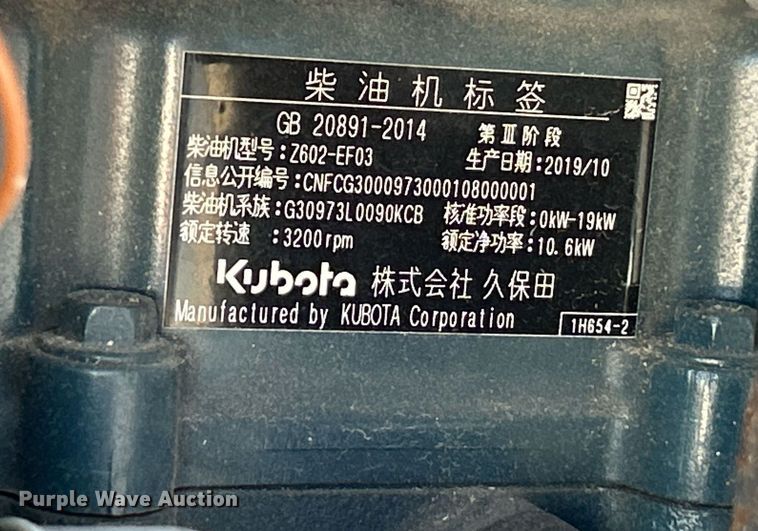 柴油机标签
GB 20891-2014 第Ⅲ阶段
柴油机型号:Z602-EF03 生产日期:2019/10
信息公开编号:CNFCG3000973000108000001
柴油机系族:G30973L0090KCB 核准功率段:0kW-19kW
额定转速 :3200rpm 额定净功率:10.6kW
Kubota 株式会社 久保田
Manufactured by KUBOTA Corporation 1H654-2
Purple Wave Auction